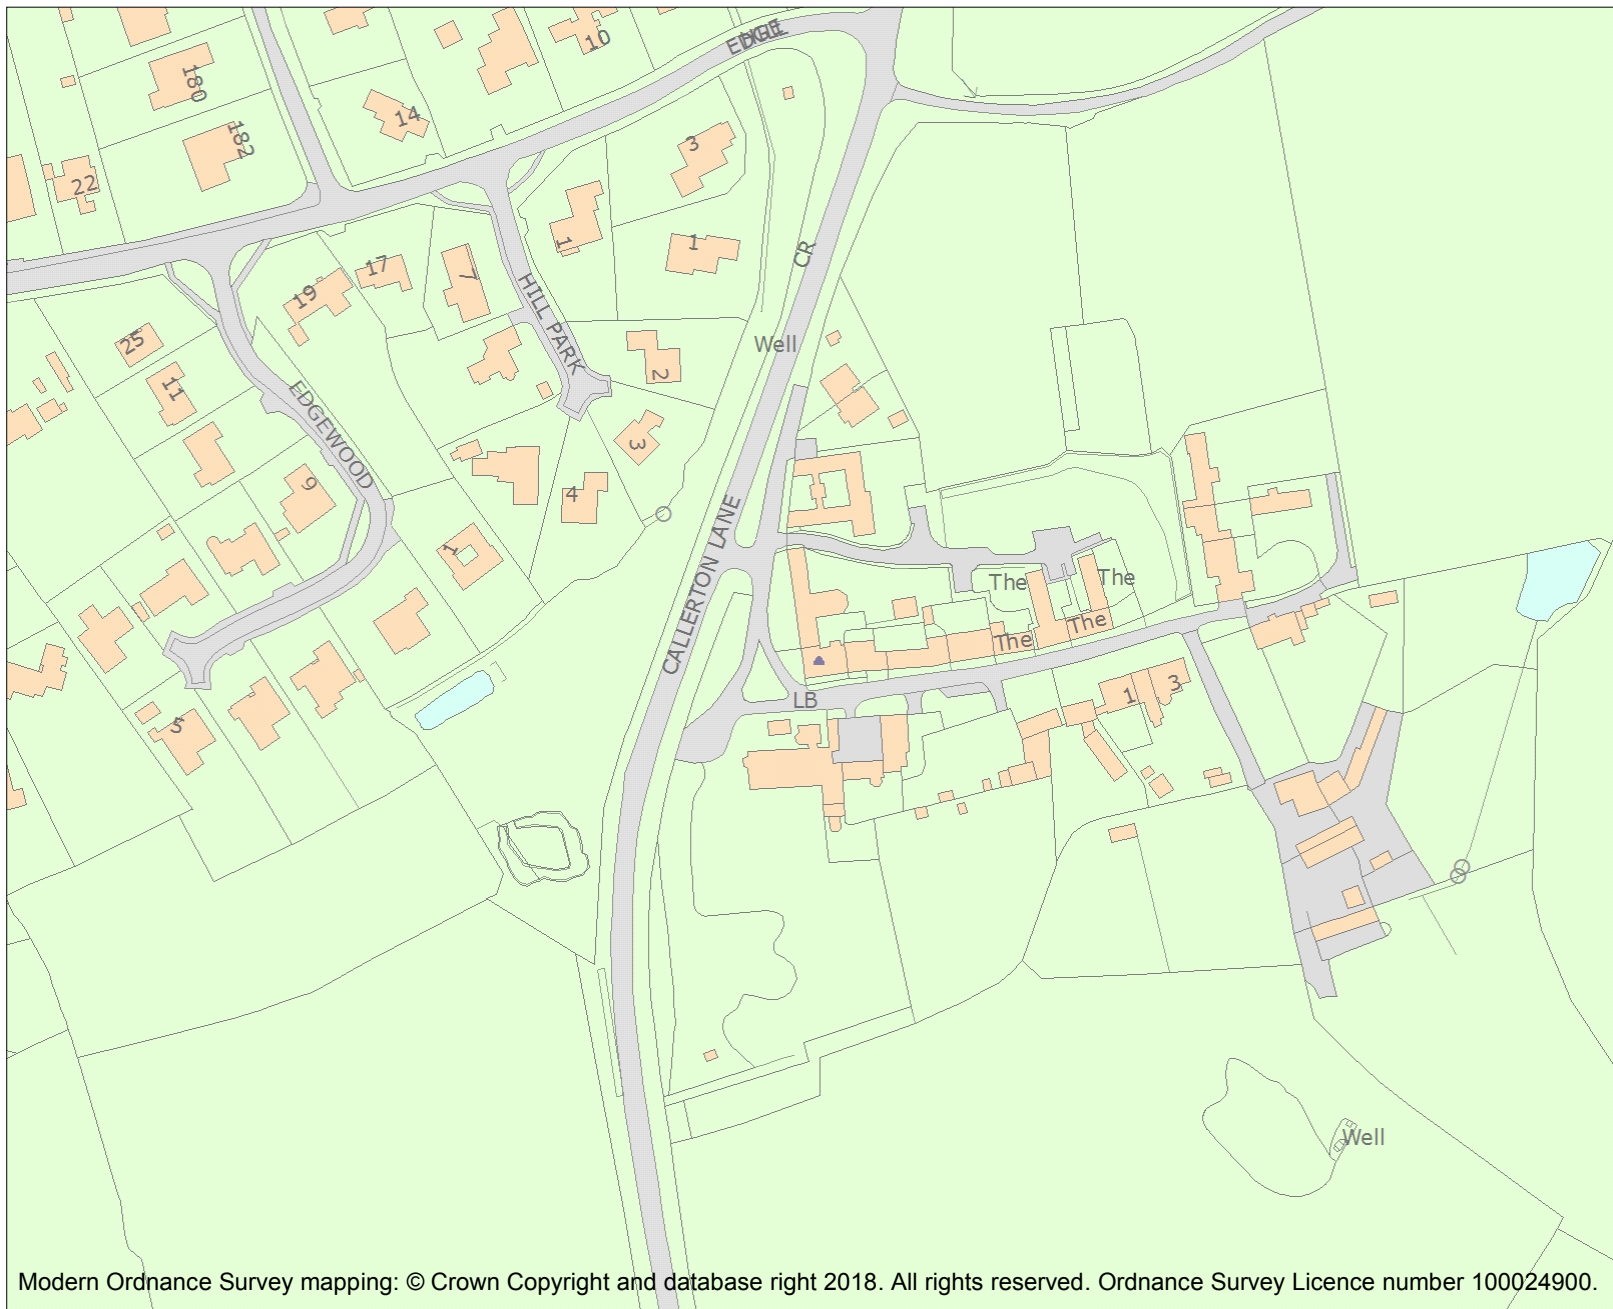 10
EDGE HILL
180
14
182
3
22
1
1
CR
17
7
19
HILL PARK
25
Well
11
2
EDGEWOOD
3
9
4
CALLERTON LANE
1
The
The
The
The
LB
1
3
5
Well
Modern Ordnance Survey mapping: © Crown Copyright and database right 2018. All rights reserved. Ordnance Survey Licence number 100024900.